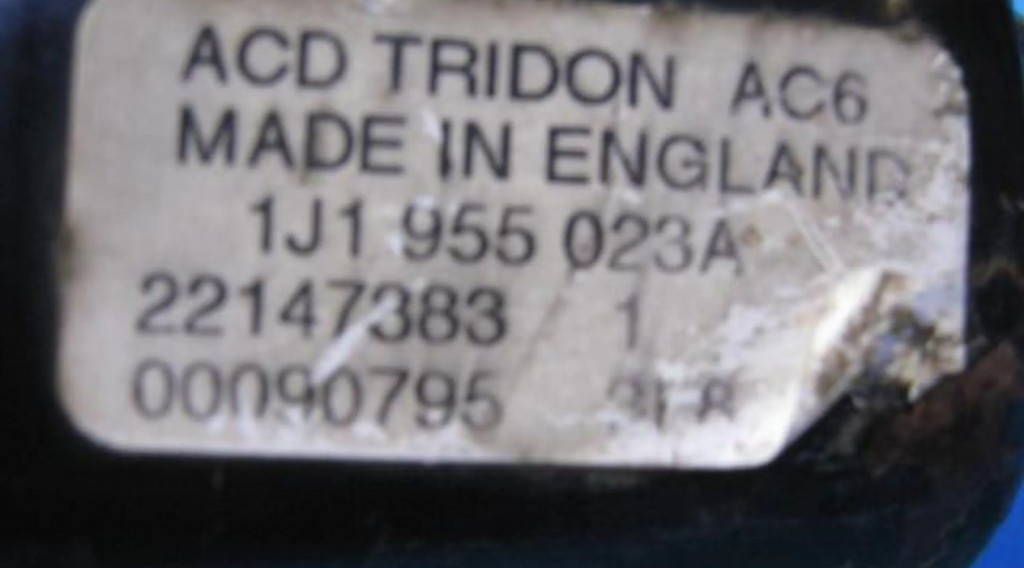 ACD TRIDON AC6
MADE IN ENGLAND
1J1 955 023A
22147383 1
00090795